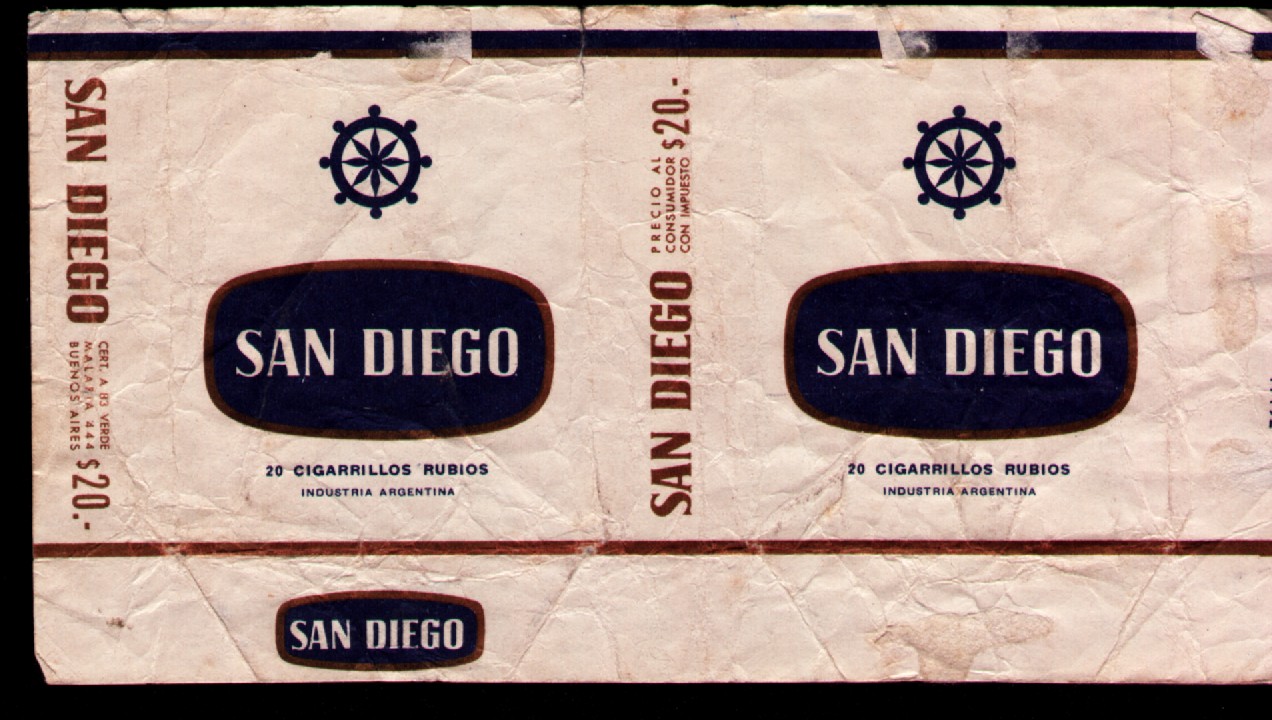 SAN DIEGO
CERT. A 83 VERDE
MALABIA 444
BUENOS AIRES
$20.-
SAN DIEGO
20 CIGARRILLOS RUBIOS
INDUSTRIA ARGENTINA
SAN DIEGO
SAN DIEGO
PRECIO AL
CONSUMIDOR
CON IMPUESTO
$20.-
SAN DIEGO
20 CIGARRILLOS RUBIOS
INDUSTRIA ARGENTINA